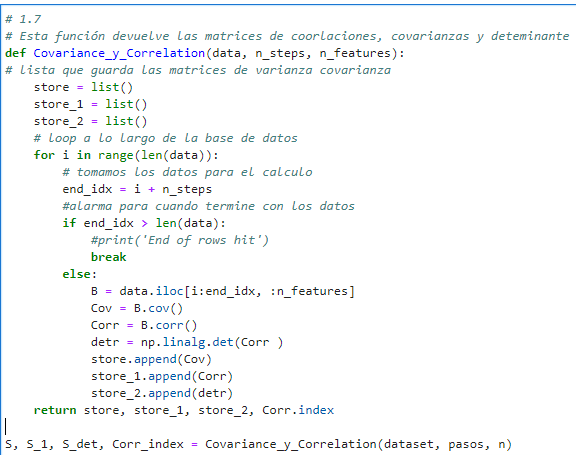 # 1.7
# Esta función devuelve las matrices de coorlaciones, covarianzas y deteminante
def Covariance_y_Correlation(data, n_steps, n_features):
# lista que guarda las matrices de varianza covarianza
    store = list()
    store_1 = list()
    store_2 = list()
    # loop a lo largo de la base de datos
    for i in range(len(data)):
        # tomamos los datos para el calculo
        end_idx = i + n_steps
        #alarma para cuando termine con los datos
        if end_idx > len(data):
            #print('End of rows hit')
            break
        else:
            B = data.iloc[i:end_idx, :n_features]
            Cov = B.cov()
            Corr = B.corr()
            detr = np.linalg.det(Corr )
            store.append(Cov)
            store_1.append(Corr)
            store_2.append(detr)
    return store, store_1, store_2, Corr.index
S, S_1, S_det, Corr_index = Covariance_y_Correlation(dataset, pasos, n)